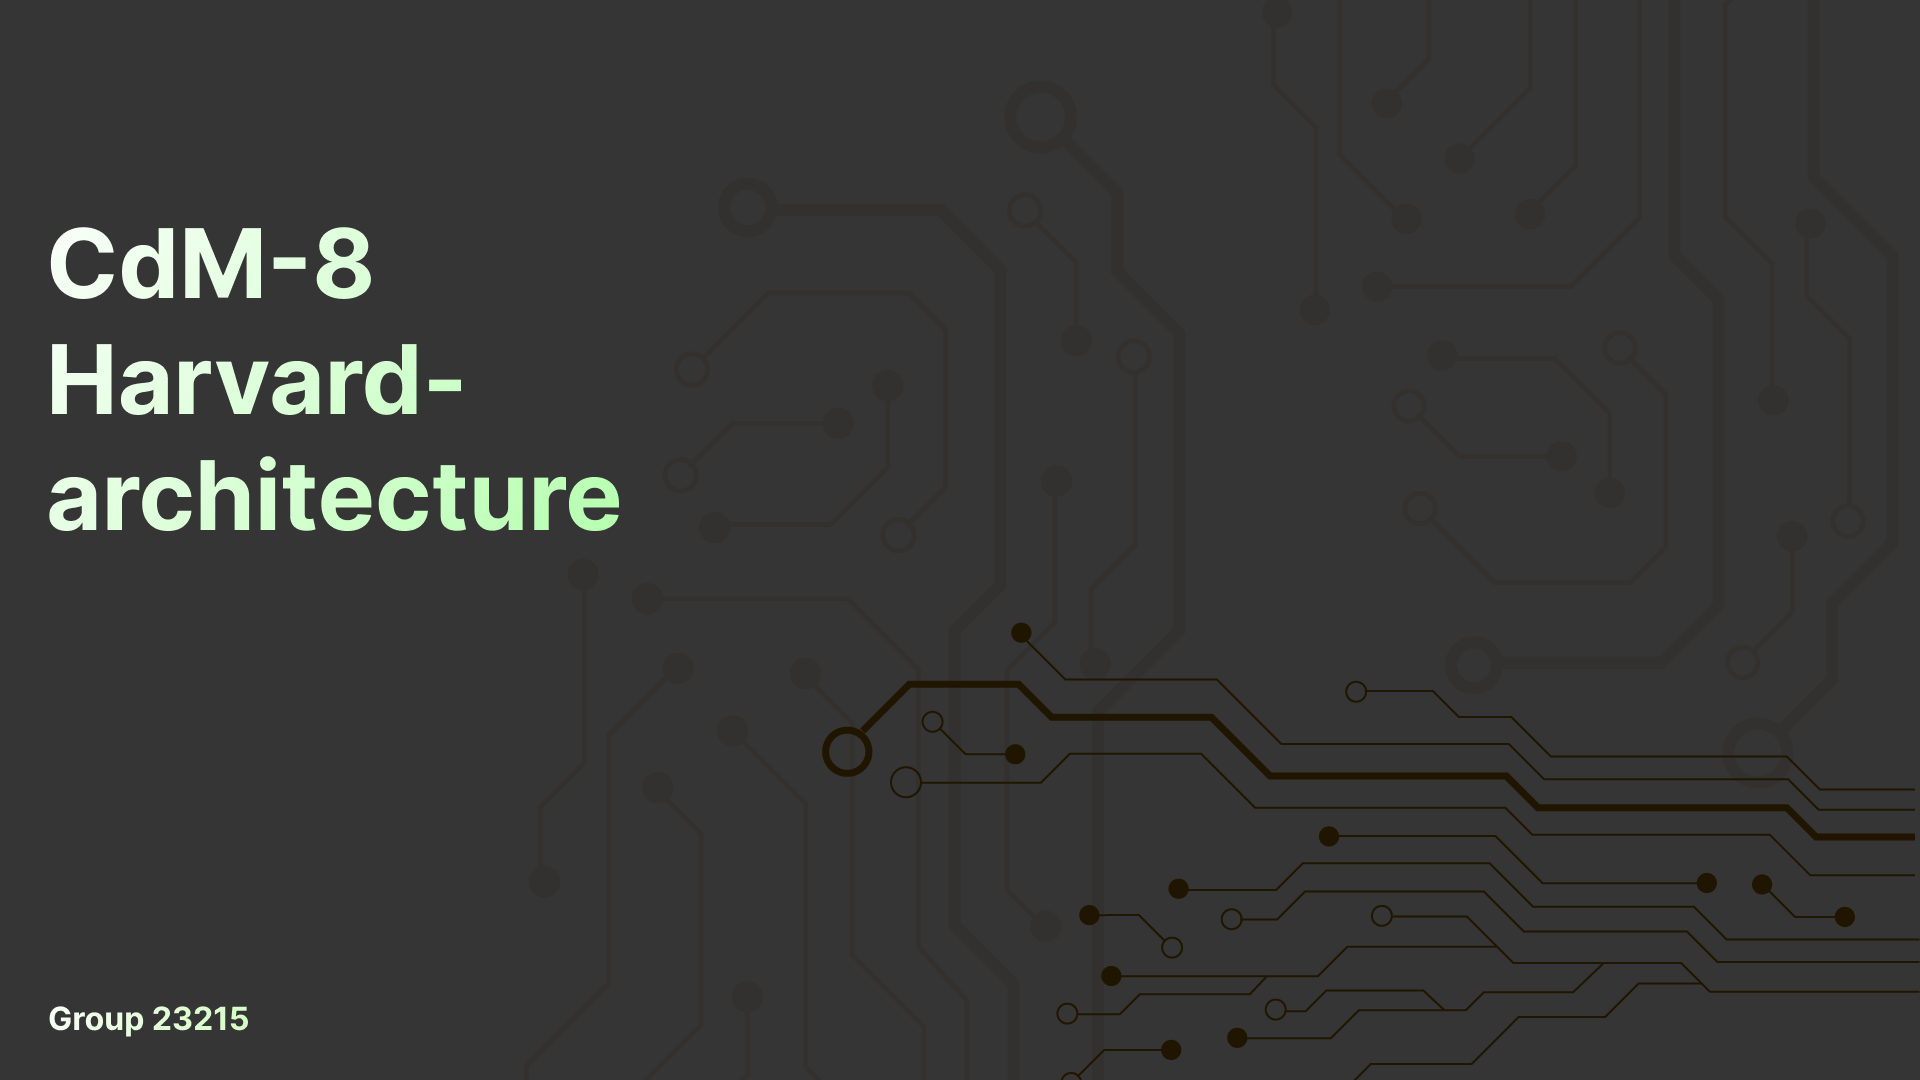 CdM-8
Harvard-
architecture
Group 23215